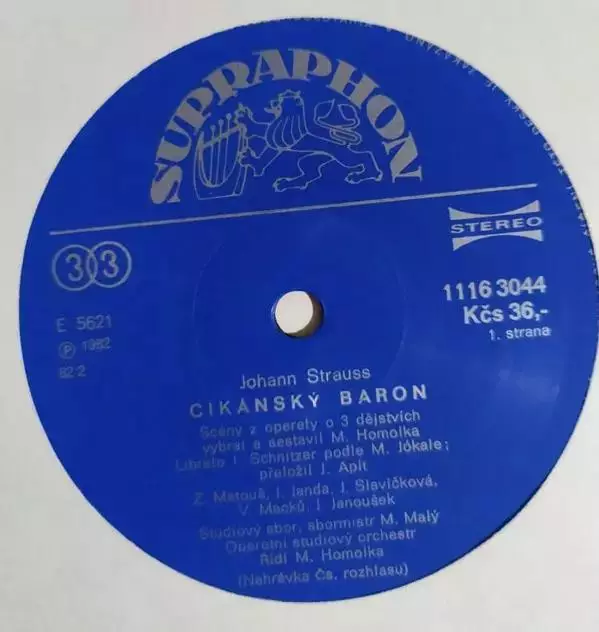 SUPRAPHON
STEREO
33
1116 3044
Kčs 36,-
1. strana
E 5621
Ⓟ 1982
82 2
Johann Strauss
CIKÁNSKÝ BARON
Scény z operety o 3 dějstvích
vybral a sestavil M. Homolka
Libreto I. Schnitzer podle M. Jókaie;
přeložil J. Apit
Z. Matouš, J. Janda, J. Slavíčková,
V. Macků, J. Janoušek
Studiový sbor, sbormistr M. Malý
Operetní studiový orchestr
Řídí M. Homolka
(Nahrávka Čs. rozhlasu)